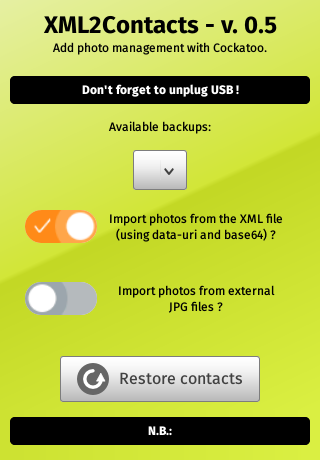 XML2Contacts - v. 0.5
Add photo management with Cockatoo.
Don't forget to unplug USB !
Available backups:
Import photos from the XML file
(using data-uri and base64) ?
Import photos from external
JPG files ?
Restore contacts
N.B.: